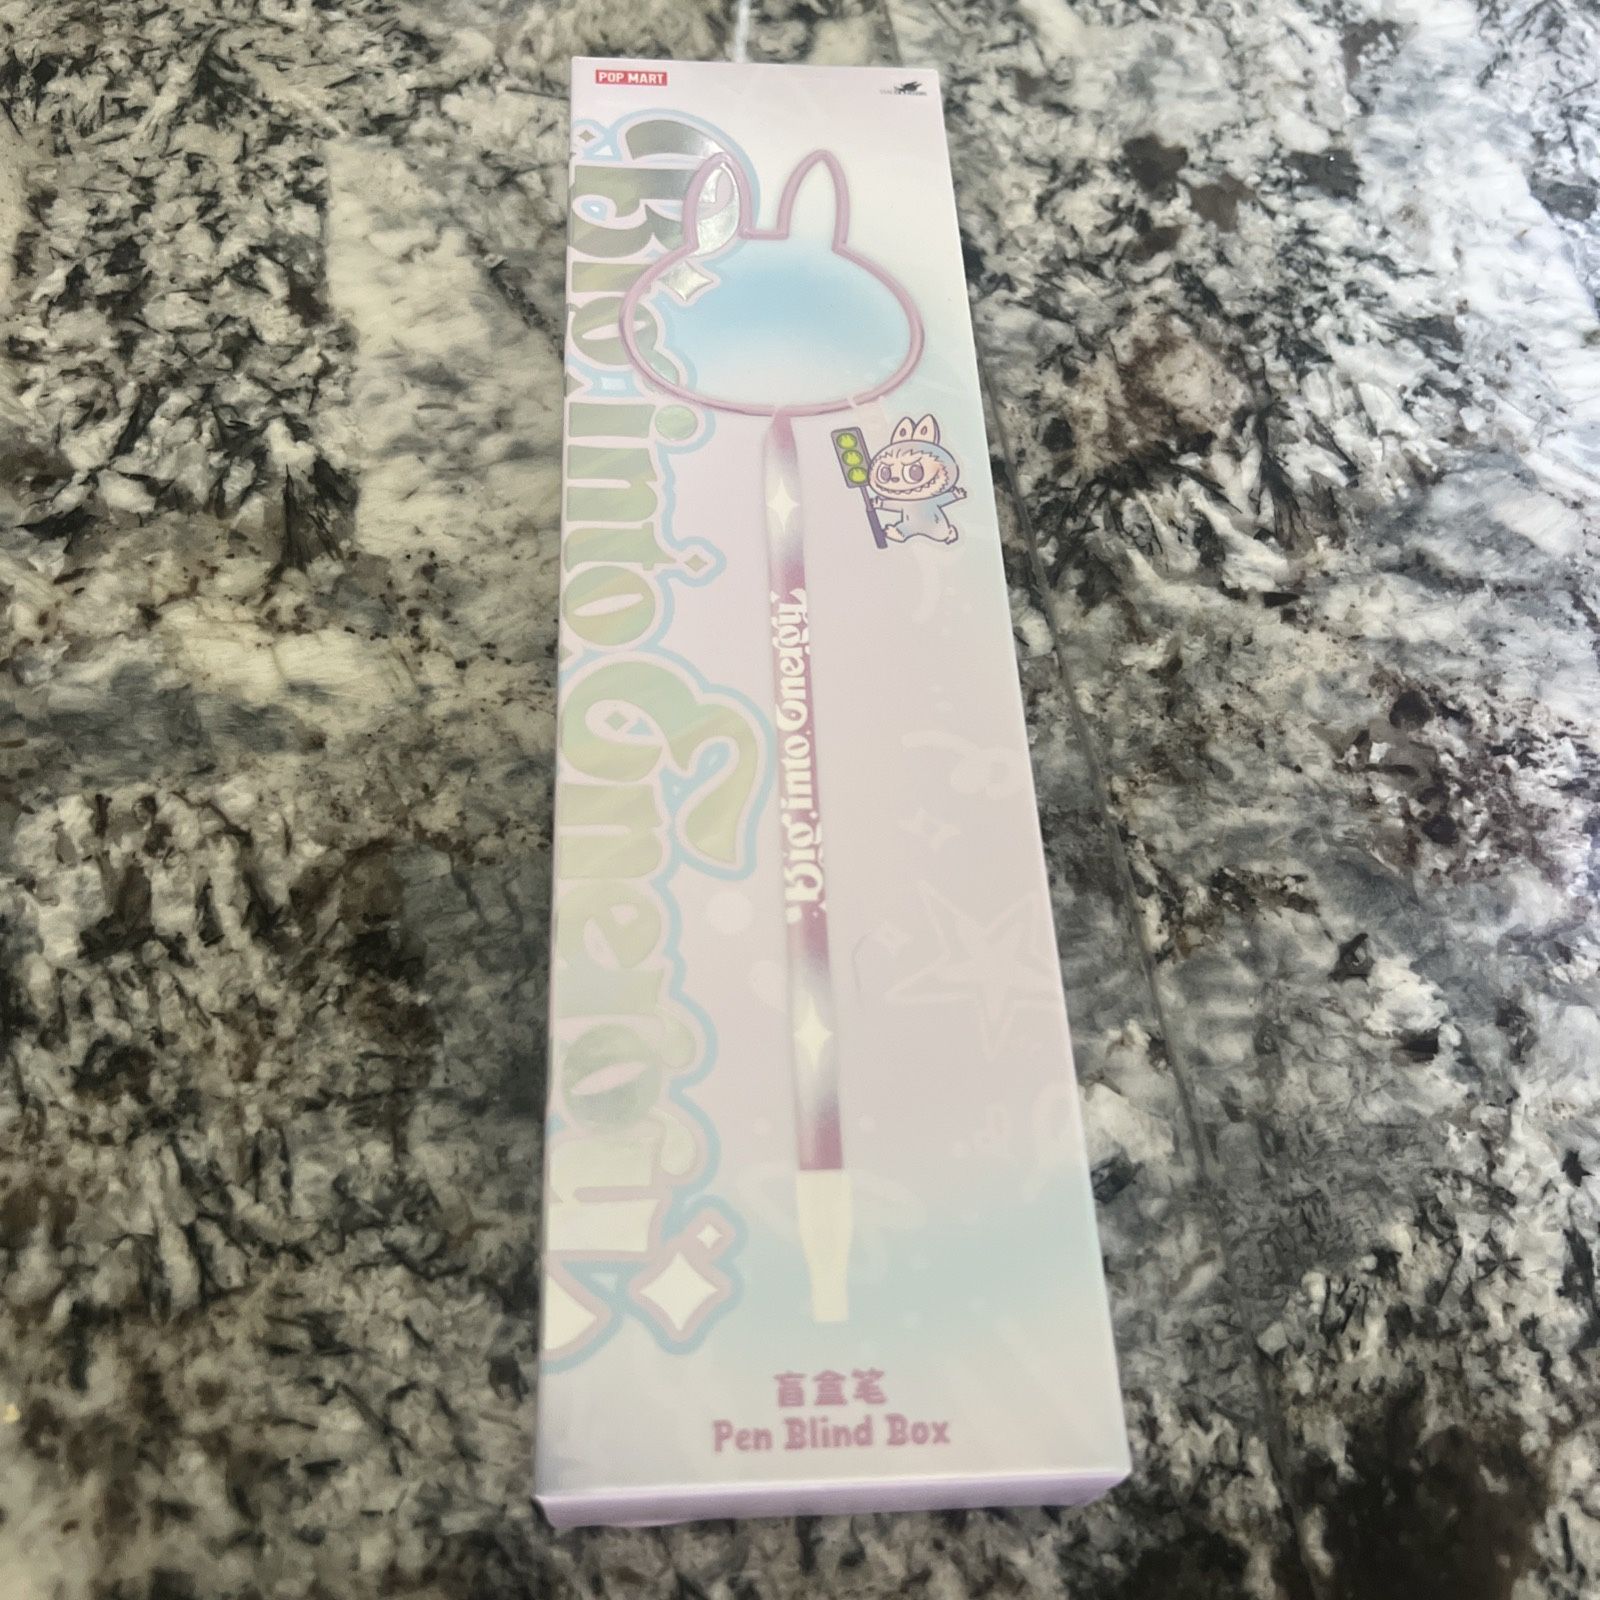 POP MART
Big into Energy
Big into Energy
盲盒笔
Pen Blind Box